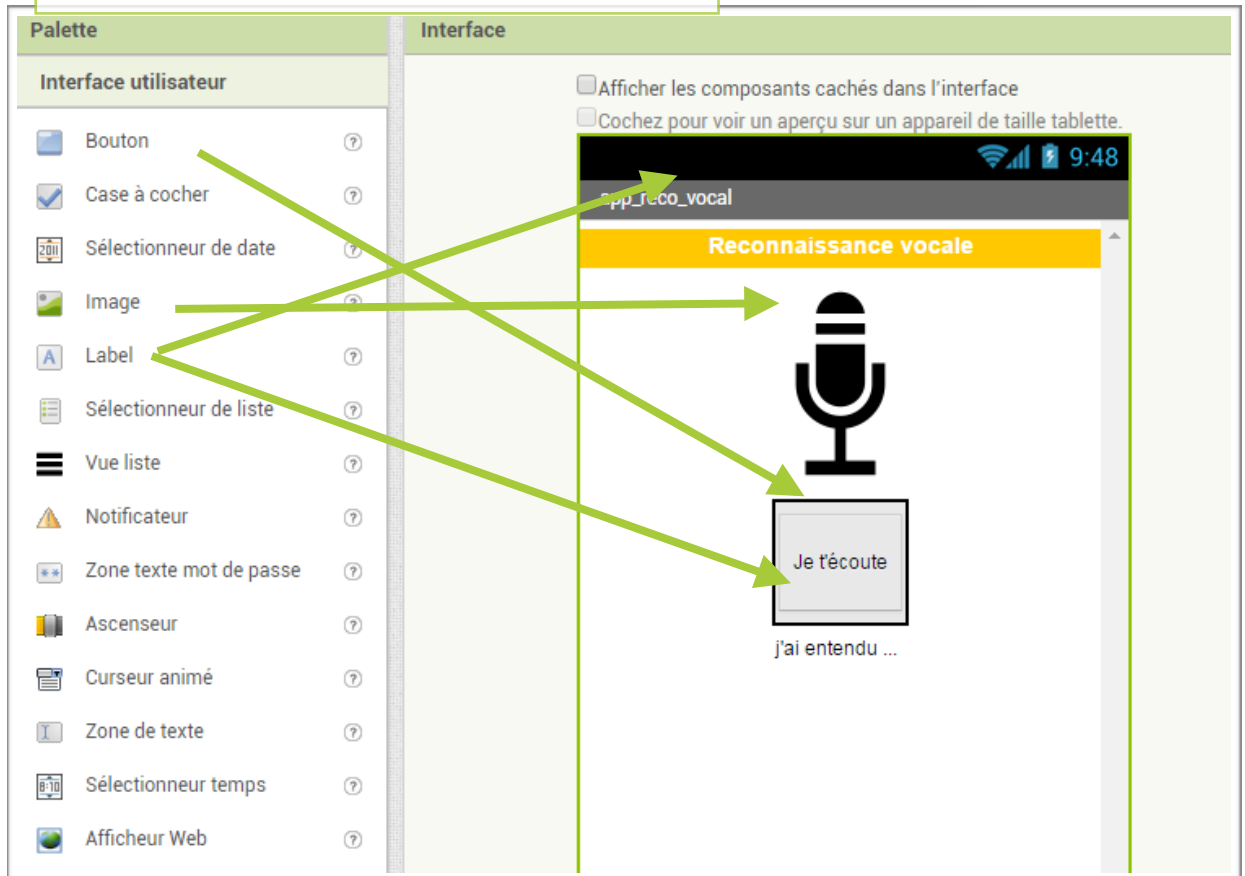 Palette
Interface utilisateur
Bouton ?
Case à cocher ?
2011 Sélectionneur de date ?
Image ?
A Label ?
Sélectionneur de liste ?
Vue liste ?
Notificateur ?
** Zone texte mot de passe ?
Ascenseur ?
Curseur animé ?
I Zone de texte ?
8:10 Sélectionneur temps ?
Afficheur Web ?
Interface
Afficher les composants cachés dans l'interface
Cochez pour voir un aperçu sur un appareil de taille tablette.
9:48
app_reco_vocal
Reconnaissance vocale
Je t'écoute
j'ai entendu ...